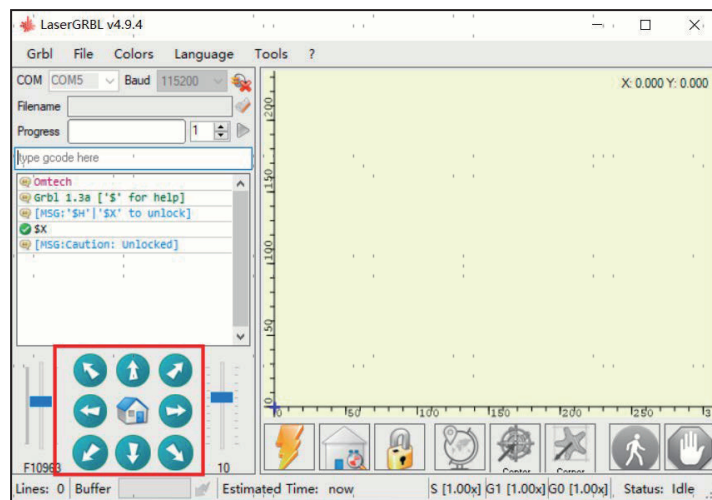 LaserGRBL v4.9.4
Grbl File Colors Language Tools ?
COM COM5 Baud 115200
X: 0.000 Y: 0.000
Filename
Progress 1
type gcode here
Omtech
Grbl 1.3a ['$' for help]
[MSG:'$H'|'$X' to unlock]
$X
[MSG:Caution: Unlocked]
200
150
100
50
0
0 50 100 150 200 250
F10963 10
Center Corner
Lines: 0 Buffer Estimated Time: now S [1.00x] G1 [1.00x] G0 [1.00x] Status: Idle